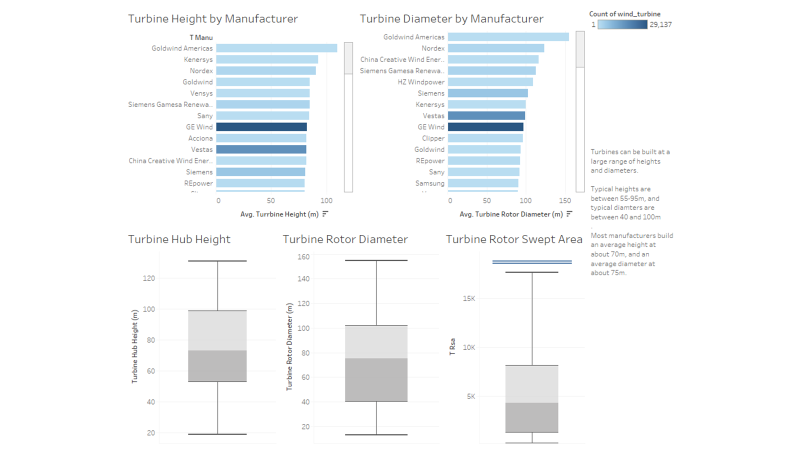 Turbine Height by Manufacturer
T Manu
Goldwind Americas
Kenersys
Nordex
Goldwind
Vensys
Siemens Gamesa Renewa..
Sany
GE Wind
Acciona
Vestas
China Creative Wind Ener..
Siemens
REpower
0 50 100
Avg. Turbine Height (m)
Turbine Diameter by Manufacturer
Goldwind Americas
Nordex
China Creative Wind Ener..
Siemens Gamesa Renewa..
HZ Windpower
Siemens
Kenersys
Vestas
GE Wind
Clipper
Goldwind
REpower
Sany
Samsung
0 50 100 150
Avg. Turbine Rotor Diameter (m)
Count of wind_turbine
1 29,137
Turbines can be built at a
large range of heights
and diameters.
Typical heights are
between 55-95m, and
typical diamters are
between 40 and 100m
Most manufacturers build
an average height at
about 70m, and an
average diameter at
about 75m.
Turbine Hub Height
Turbine Hub Height (m)
120
100
80
60
40
20
Turbine Rotor Diameter
Turbine Rotor Diameter (m)
160
140
120
100
80
60
40
20
Turbine Rotor Swept Area
T Rsa
15K
10K
5K